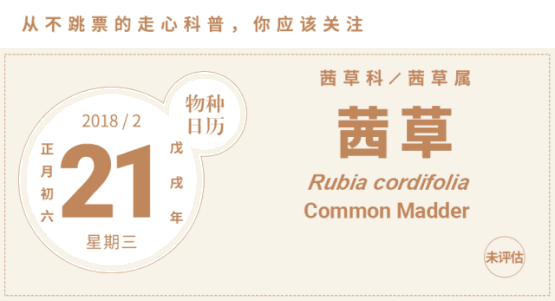 从不跳票的走心科普，你应该关注
物种
日历
2018 / 2
正月初六
21
戊戌年
星期三
茜草科／茜草属
茜草
Rubia cordifolia
Common Madder
未评估